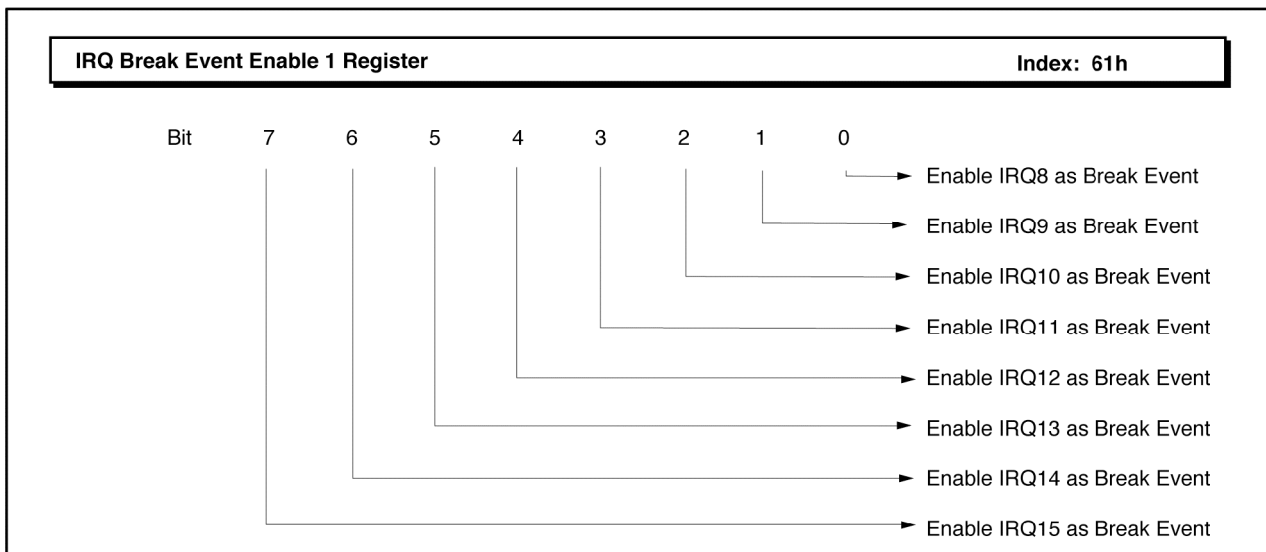 IRQ Break Event Enable 1 Register Index: 61h
Bit 7 6 5 4 3 2 1 0
Enable IRQ8 as Break Event
Enable IRQ9 as Break Event
Enable IRQ10 as Break Event
Enable IRQ11 as Break Event
Enable IRQ12 as Break Event
Enable IRQ13 as Break Event
Enable IRQ14 as Break Event
Enable IRQ15 as Break Event